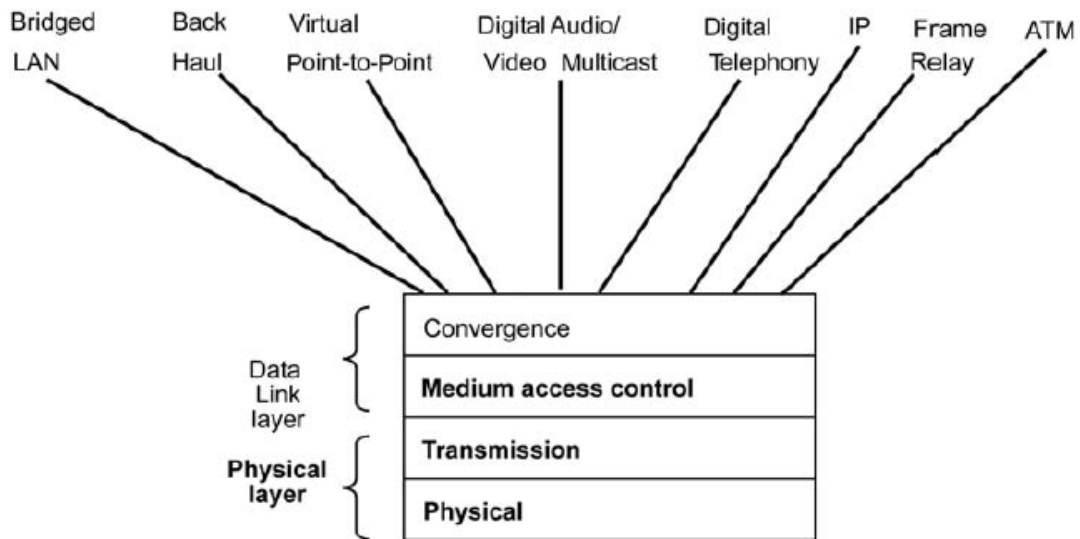 Bridged
LAN
Back
Haul
Virtual
Point-to-Point
Digital Audio/
Video Multicast
Digital
Telephony
IP
Frame
Relay
ATM
Convergence
Medium access control
Data
Link
layer
Transmission
Physical
layer
Physical